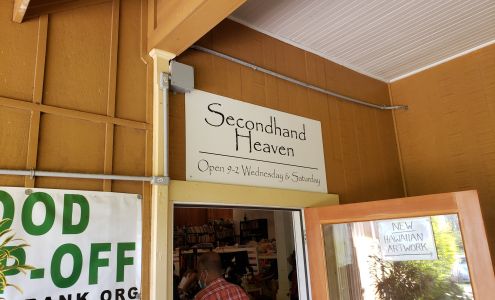 Secondhand
Heaven
Open 9-2 Wednesday & Saturday
NEW
HAWAIIAN
ARTWORK
OOD
-OFF
BANK.ORG